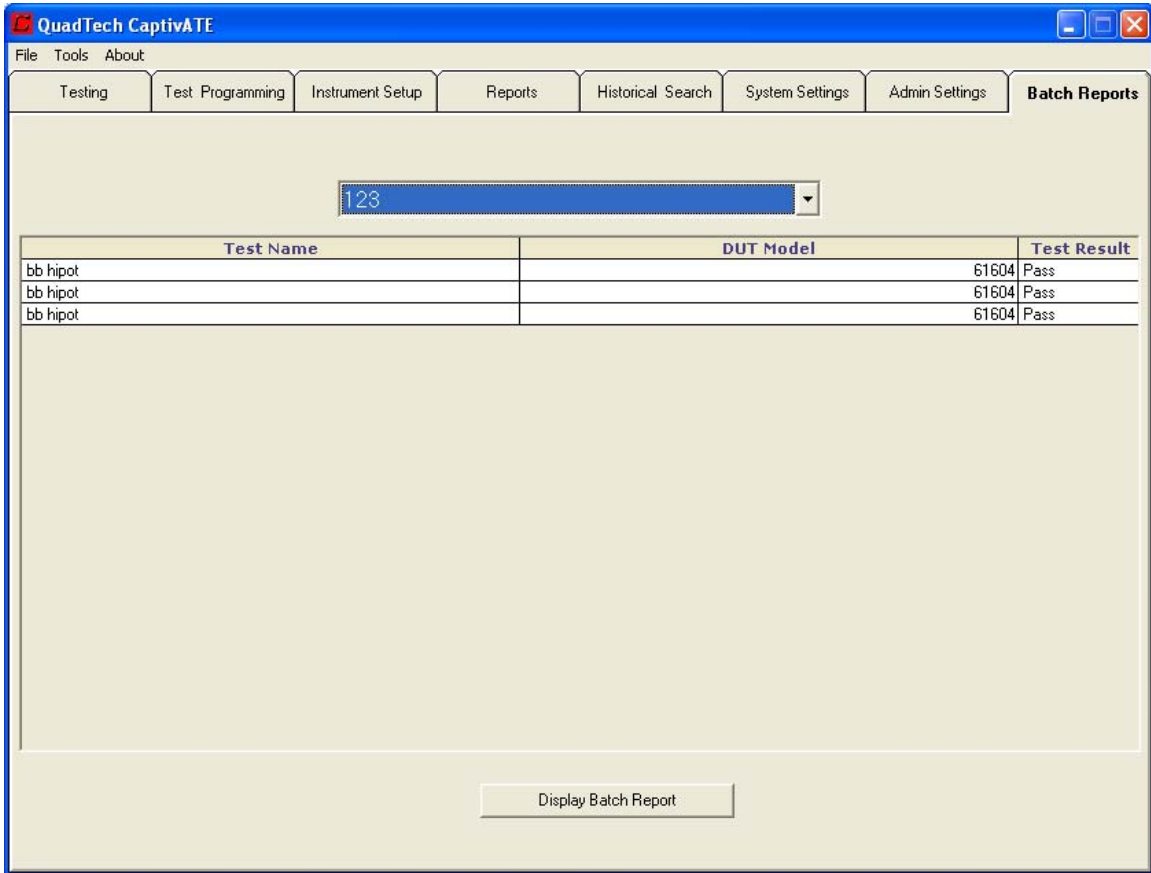 QuadTech CaptivATE
File Tools About
Testing Test Programming Instrument Setup Reports Historical Search System Settings Admin Settings Batch Reports
123
Test Name DUT Model Test Result
bb hipot 61604 Pass
bb hipot 61604 Pass
bb hipot 61604 Pass
Display Batch Report